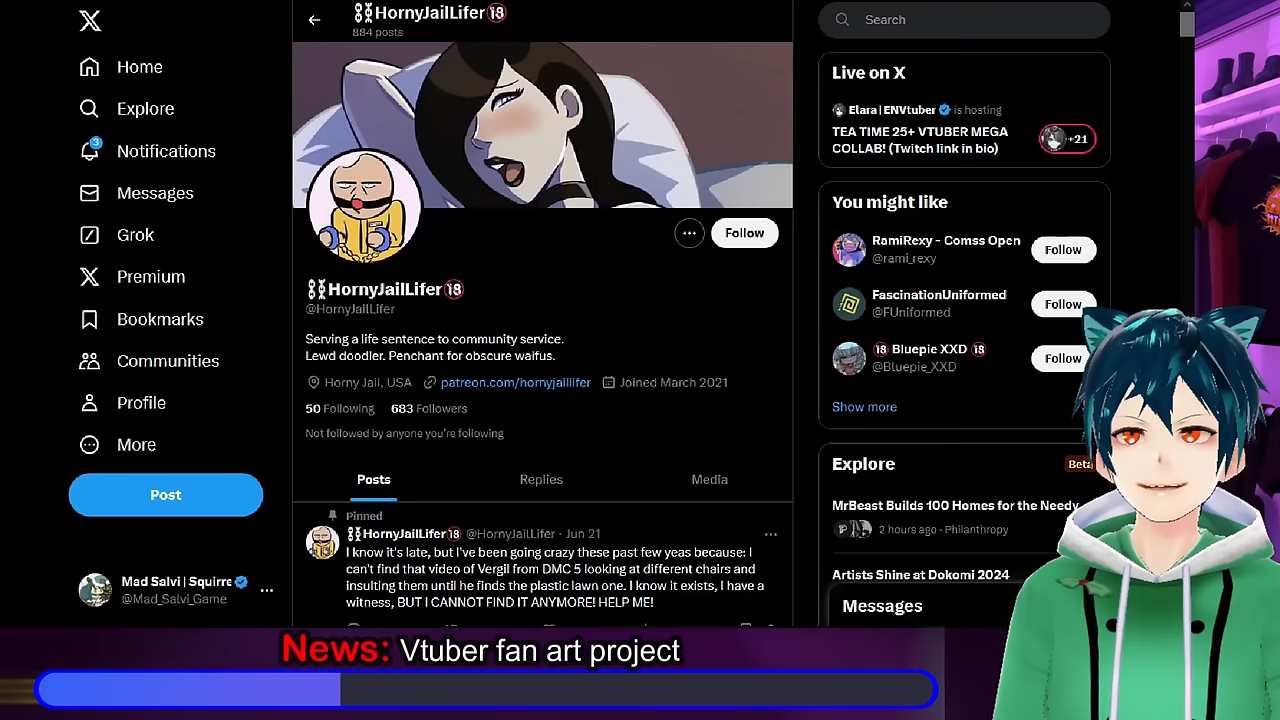 HornyJailLifer🔞
884 posts
Home
Explore
3
Notifications
Messages
Grok
Premium
Bookmarks
Communities
Profile
More
Post
Mad Salvi | Squirre
@Mad_Salvi_Game
Follow
HornyJailLifer🔞
@HornyJailLifer
Serving a life sentence to community service.
Lewd doodler. Penchant for obscure waifus.
Horny Jail, USA patreon.com/hornyjaillifer Joined March 2021
50 Following 683 Followers
Not followed by anyone you're following
Posts Replies Media
Pinned
HornyJailLifer🔞 @HornyJailLifer · Jun 21
I know it's late, but I've been going crazy these past few yeas because: I
can't find that video of Vergil from DMC 5 looking at different chairs and
insulting them until he finds the plastic lawn one. I know it exists, I have a
witness, BUT I CANNOT FIND IT ANYMORE! HELP ME!
Search
Live on X
Elara | ENVtuber is hosting
TEA TIME 25+ VTUBER MEGA
COLLAB! (Twitch link in bio)
+21
You might like
RamiRexy - Comss Open
@rami_rexy
Follow
FascinationUniformed
@FUniformed
Follow
🔞 Bluepie XXD 🔞
@Bluepie_XXD
Follow
Show more
Explore
Beta
MrBeast Builds 100 Homes for the Needy
2 hours ago · Philanthropy
Artists Shine at Dokomi 2024
Messages
News: Vtuber fan art project